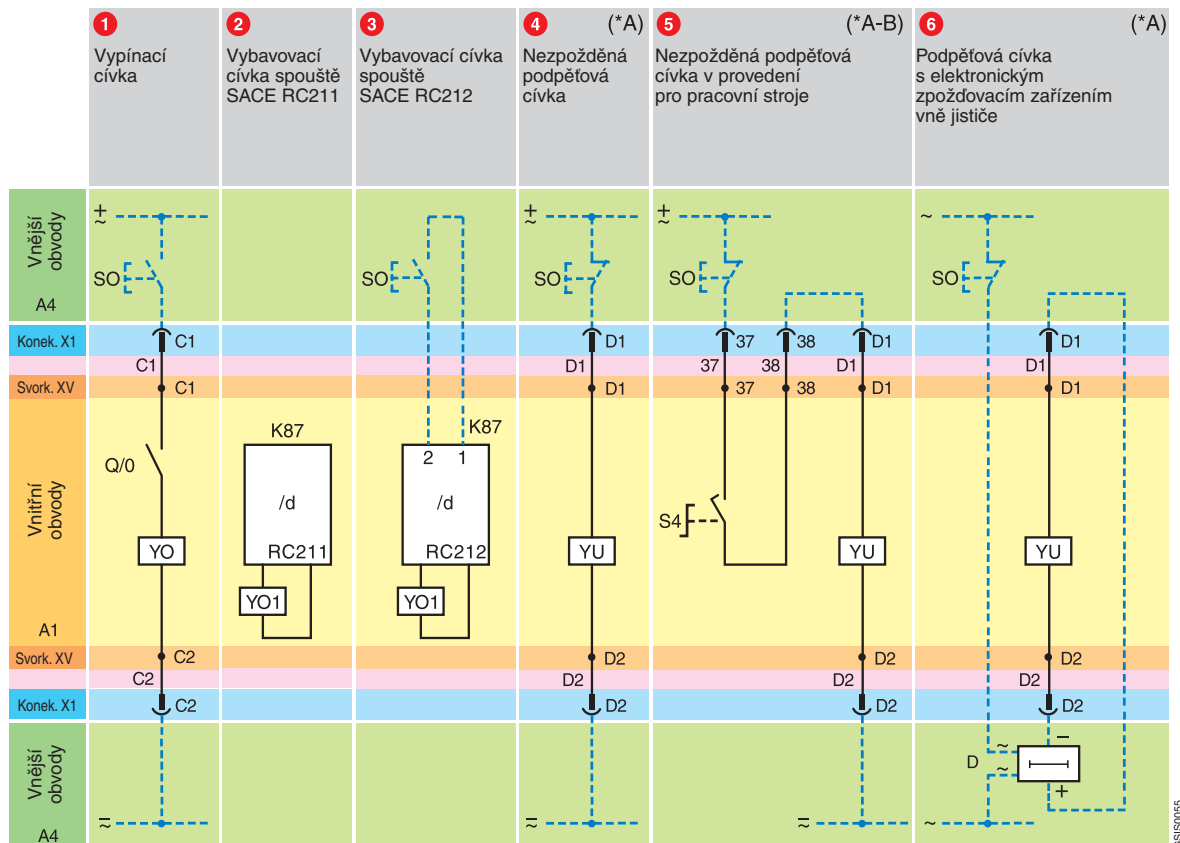 1
Vypínací
cívka
2
Vybavovací
cívka spouště
SACE RC211
3
Vybavovací cívka
spouště
SACE RC212
4 (*A)
Nezpožděná
podpěťová
cívka
5 (*A-B)
Nezpožděná podpěťová
cívka v provedení
pro pracovní stroje
6 (*A)
Podpěťová cívka
s elektronickým
zpožďovacím zařízením
vně jističe
Vnější
obvody
A4
SO
SO
SO
SO
SO
Konek. X1
C1
D1
37
38
D1
D1
C1
D1
37
38
D1
D1
Svork. XV
C1
D1
37
38
D1
D1
Vnitřní
obvody
A1
Q/0
YO
K87
/d
RC211
YO1
K87
2 1
/d
RC212
YO1
YU
S4
YU
YU
Svork. XV
C2
D2
D2
D2
C2
D2
D2
D2
Konek. X1
C2
D2
D2
D2
Vnější
obvody
A4
D
~
~
−
+
~
SIS0055